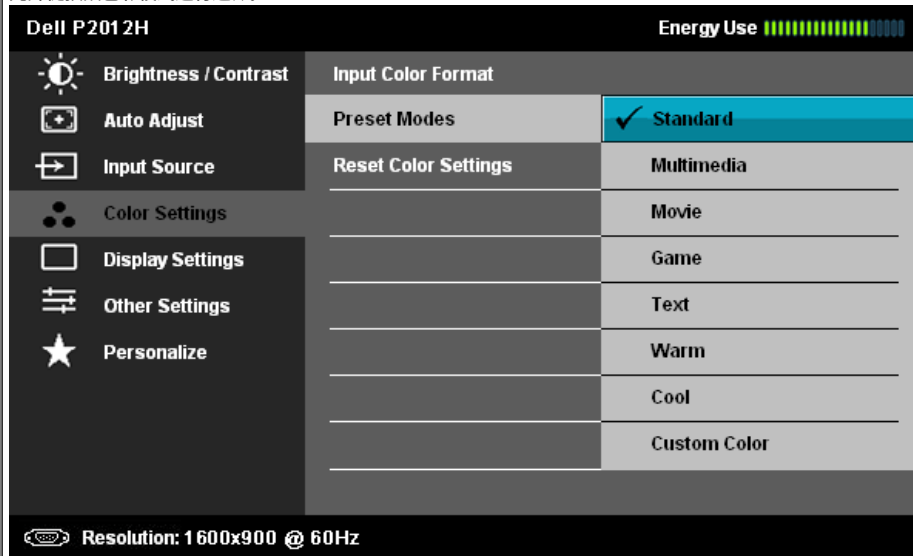 Dell P2012H Energy Use
Brightness / Contrast Input Color Format
Auto Adjust Preset Modes Standard
Input Source Reset Color Settings Multimedia
Color Settings Movie
Display Settings Game
Other Settings Text
Personalize Warm
Cool
Custom Color
Resolution: 1600x900 @ 60Hz